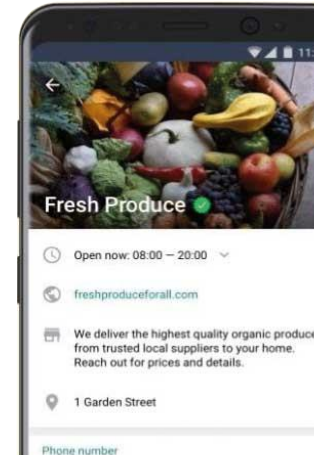 11:
Fresh Produce
Open now: 08:00 — 20:00
freshproduceforall.com
We deliver the highest quality organic produce
from trusted local suppliers to your home.
Reach out for prices and details.
1 Garden Street
Phone number